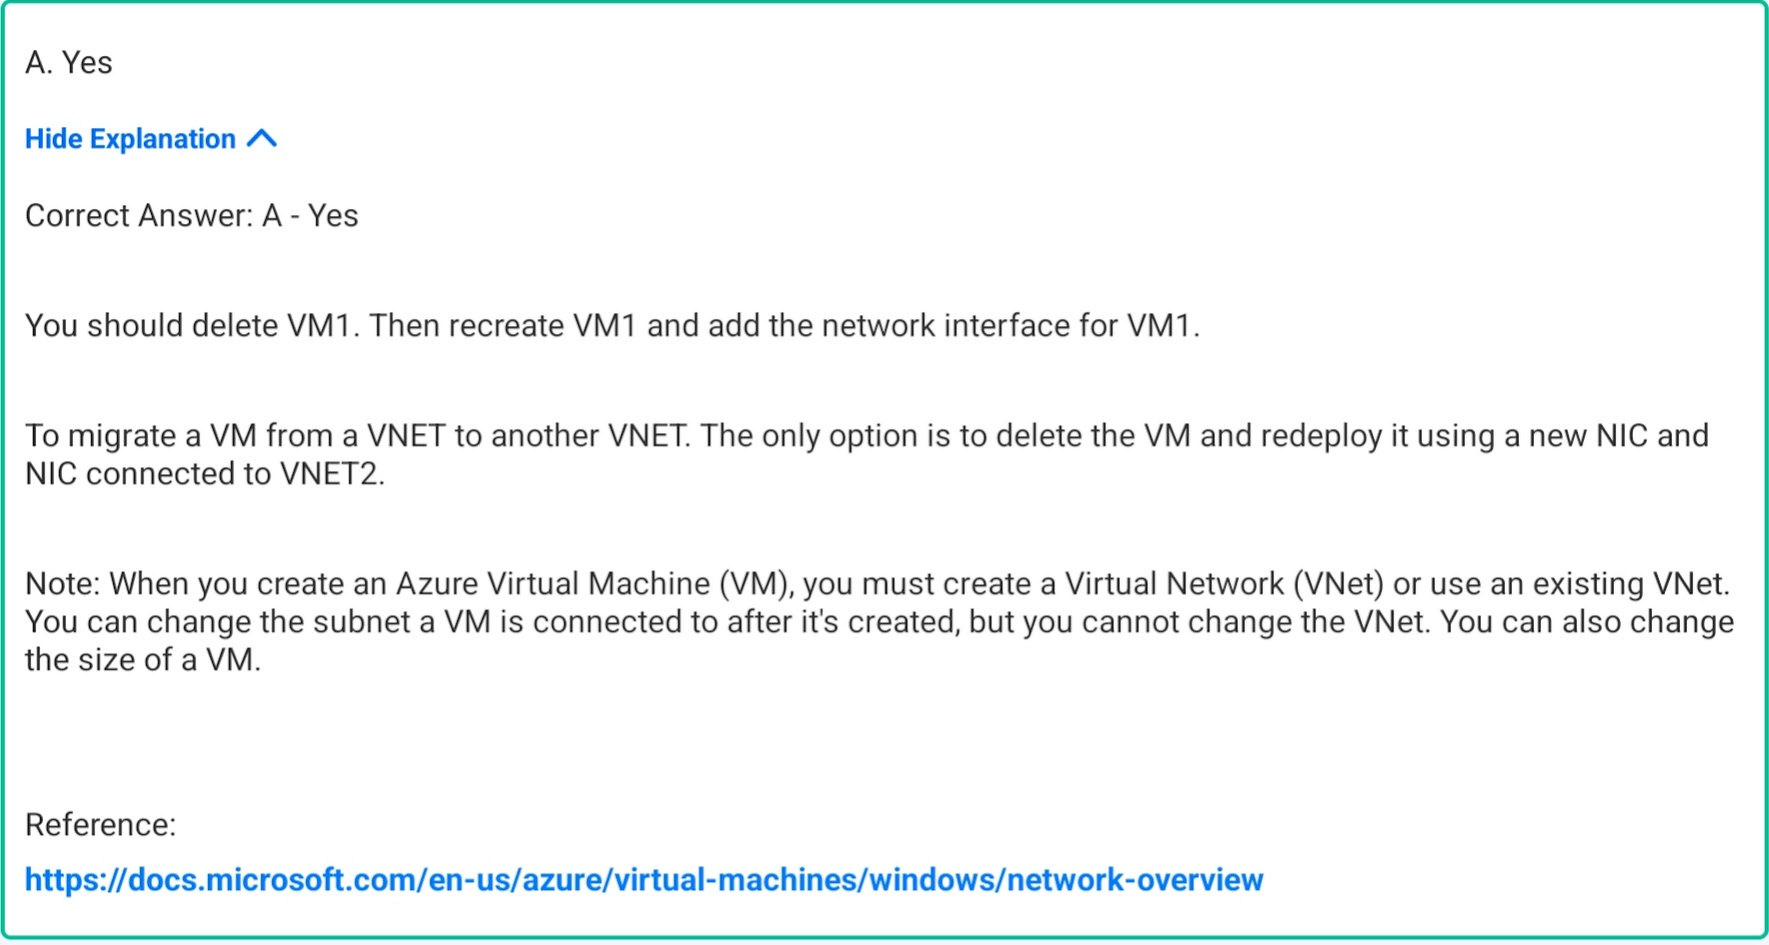 A. Yes
Hide Explanation
Correct Answer: A - Yes
You should delete VM1. Then recreate VM1 and add the network interface for VM1.
To migrate a VM from a VNET to another VNET. The only option is to delete the VM and redeploy it using a new NIC and
NIC connected to VNET2.
Note: When you create an Azure Virtual Machine (VM), you must create a Virtual Network (VNet) or use an existing VNet.
You can change the subnet a VM is connected to after it's created, but you cannot change the VNet. You can also change
the size of a VM.
Reference:
https://docs.microsoft.com/en-us/azure/virtual-machines/windows/network-overview